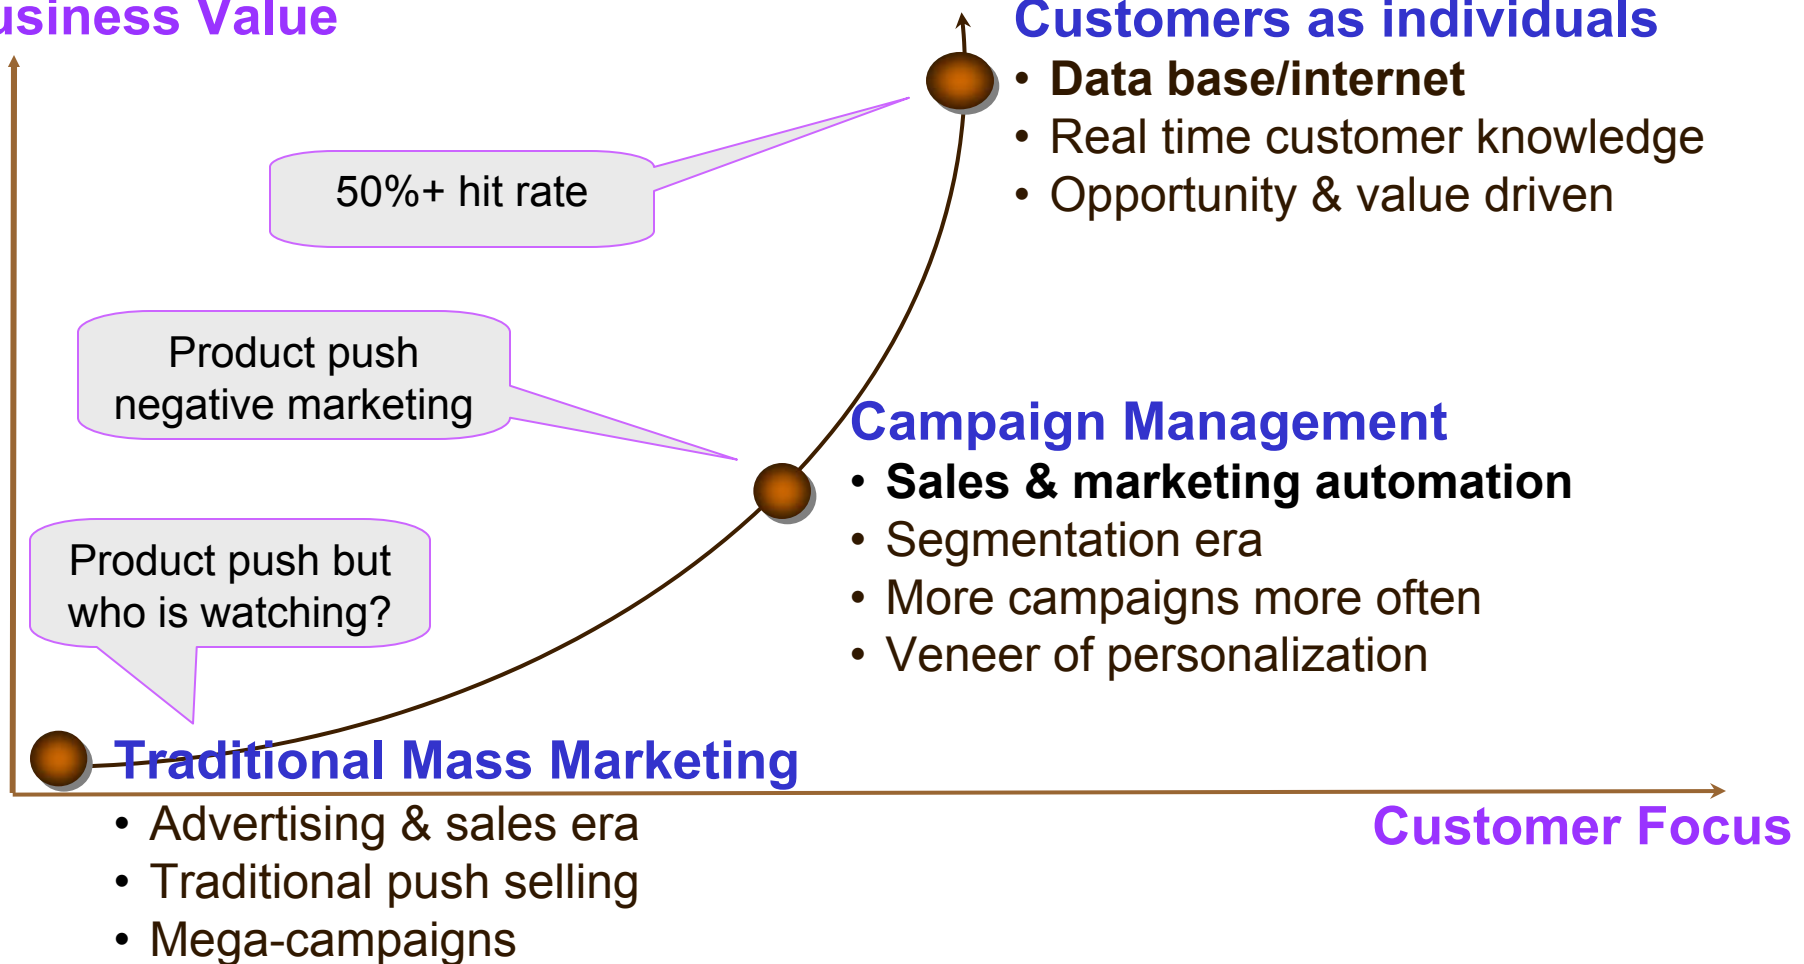 usiness Value
Customers as individuals
• Data base/internet
• Real time customer knowledge
• Opportunity & value driven
50%+ hit rate
Product push
negative marketing
Campaign Management
• Sales & marketing automation
• Segmentation era
• More campaigns more often
• Veneer of personalization
Product push but
who is watching?
Traditional Mass Marketing
• Advertising & sales era
• Traditional push selling
• Mega-campaigns
Customer Focus